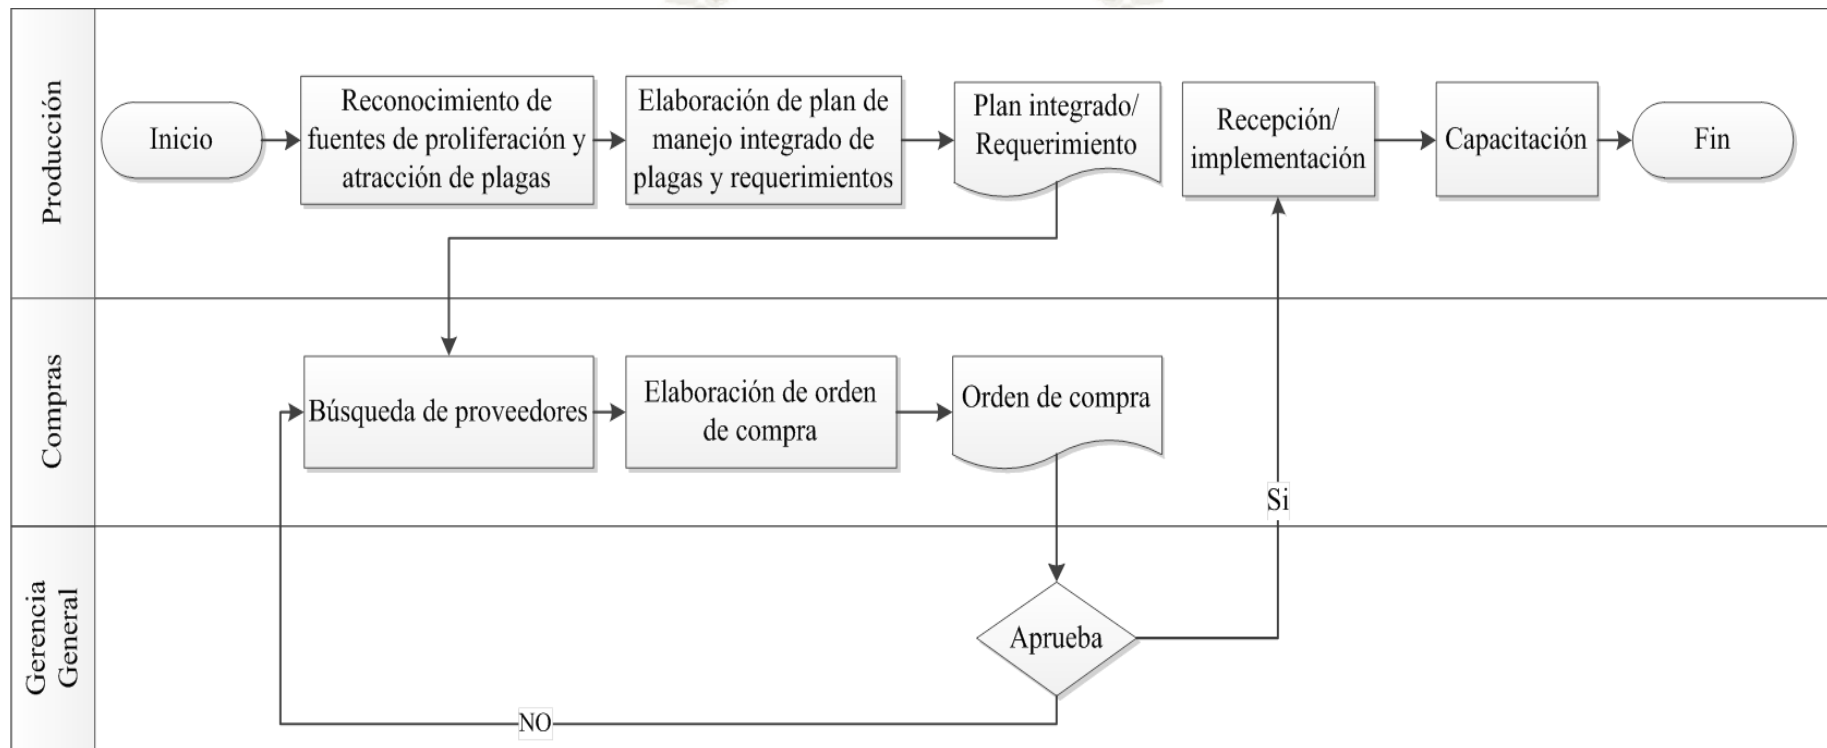 Producción
Inicio
Reconocimiento de
fuentes de proliferación y
atracción de plagas
Elaboración de plan de
manejo integrado de
plagas y requerimientos
Plan integrado/
Requerimiento
Recepción/
implementación
Capacitación
Fin
Compras
Búsqueda de proveedores
Elaboración de orden
de compra
Orden de compra
Si
Gerencia
General
Aprueba
NO